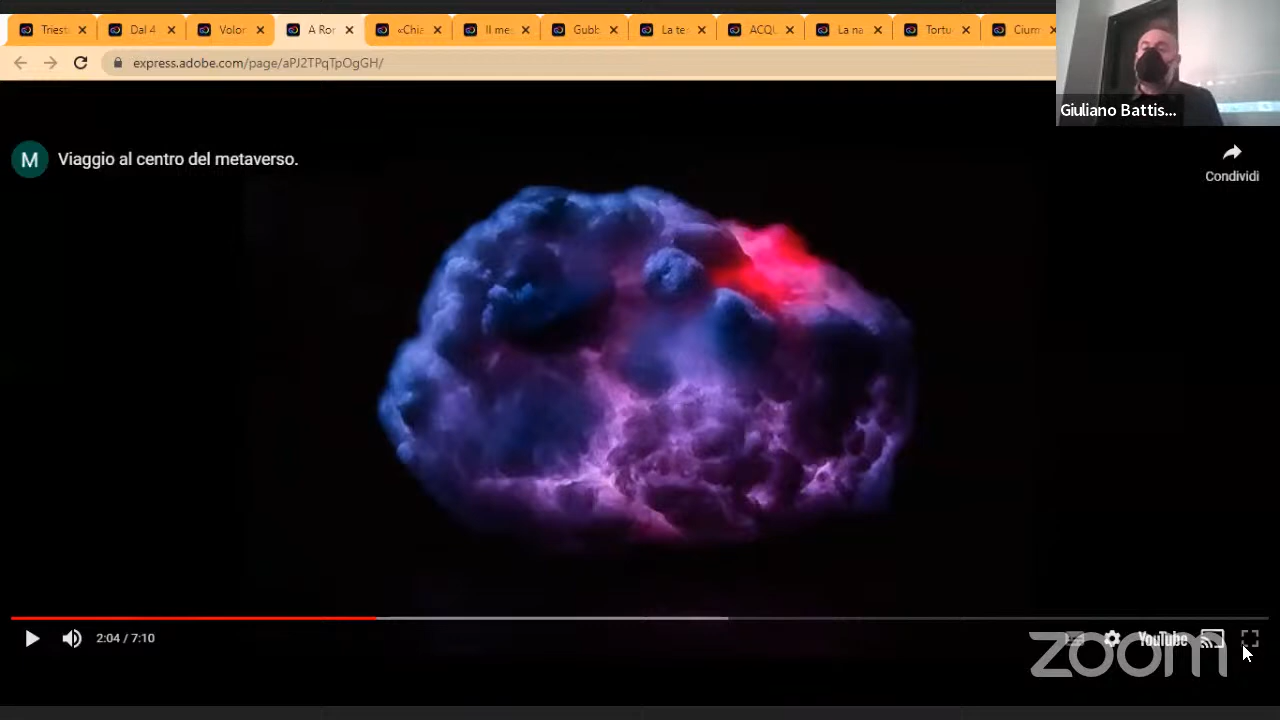 Triest
Dal 4
Volor
A Ror
«Chia
Il me
Gubb
La te
ACQU
La na
Tortu
Cium
express.adobe.com/page/aPJ2TPqTpOgGH/
Giuliano Battis...
M
Viaggio al centro del metaverso.
Condividi
2:04 / 7:10
YouTube
zoom